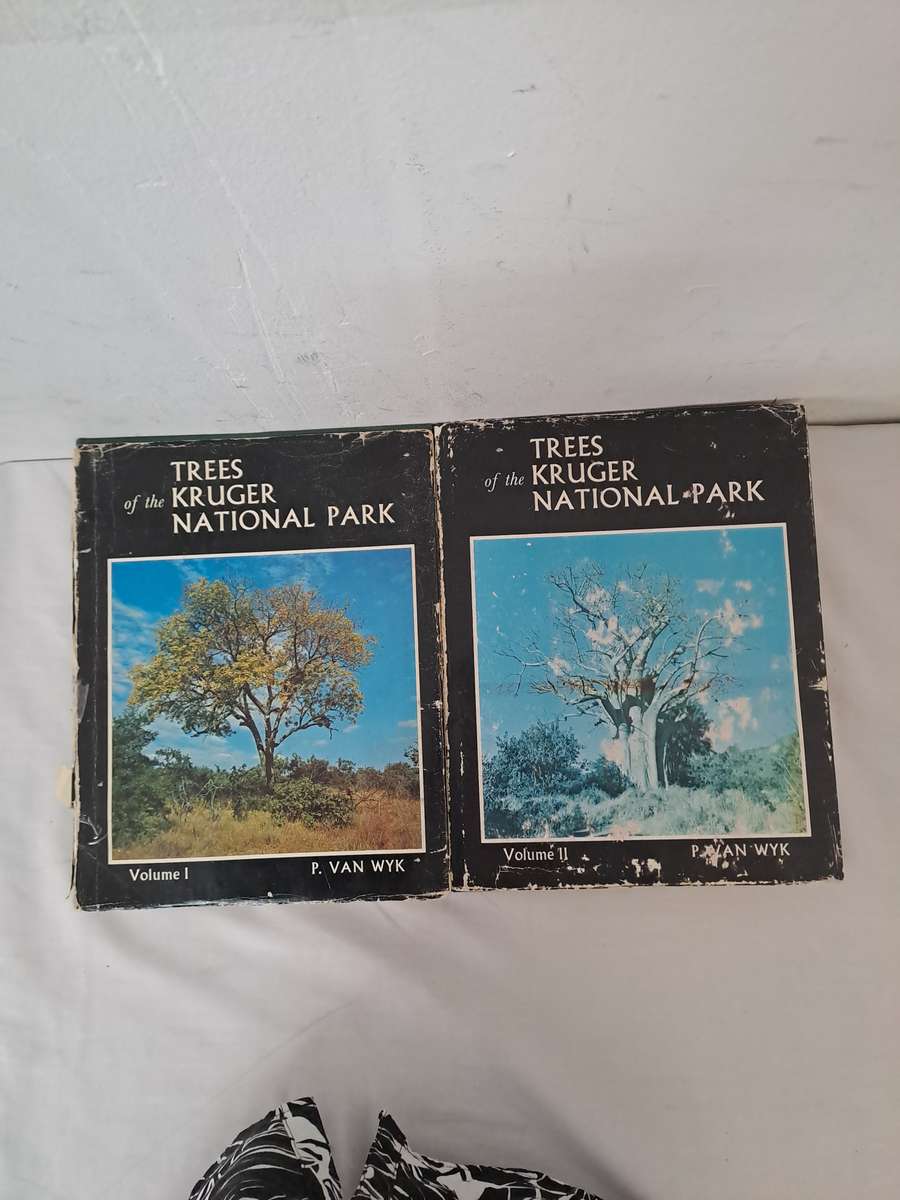 TREES
of the KRUGER
NATIONAL PARK
Volume I P. VAN WYK
TREES
of the KRUGER
NATIONAL PARK
Volume II P. VAN WYK